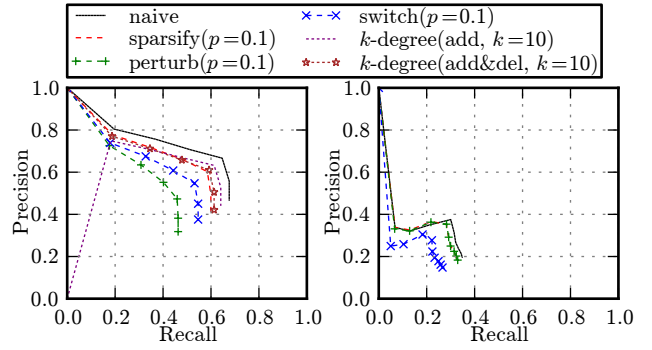 naive
sparsify(p=0.1)
perturb(p=0.1)
switch(p=0.1)
k-degree(add, k=10)
k-degree(add&del, k=10)
Precision
1.0
0.8
0.6
0.4
0.2
0.0
0.0 0.2 0.4 0.6 0.8 1.0
Recall
Precision
1.0
0.8
0.6
0.4
0.2
0.0
0.0 0.2 0.4 0.6 0.8 1.0
Recall